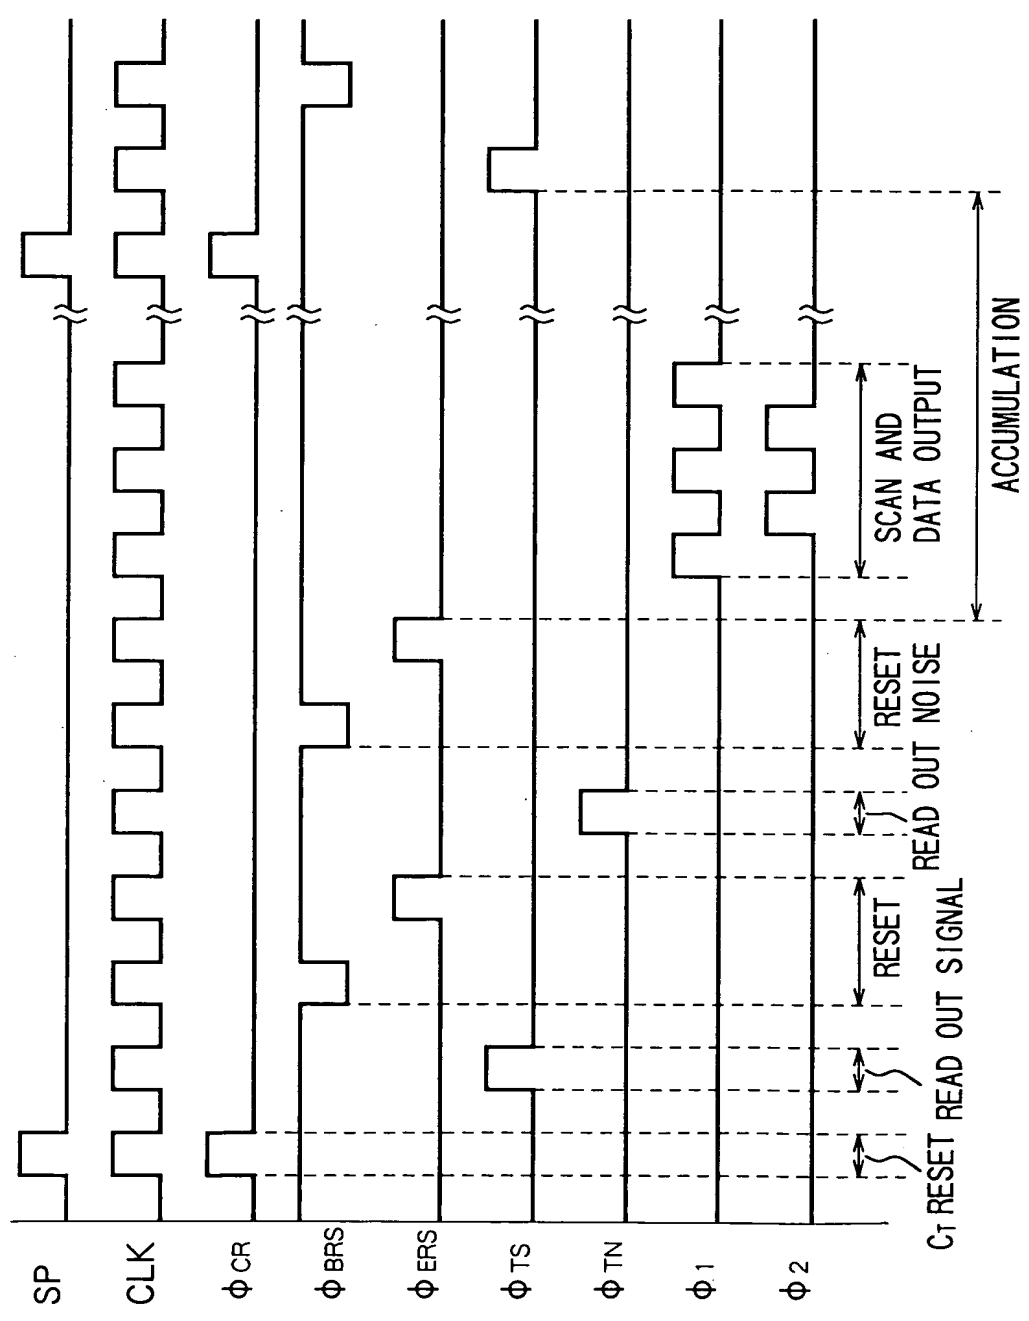 SP
CLK
ϕCR
ϕBRS
ϕERS
ϕTS
ϕTN
ϕ1
ϕ2
CT RESET
READ OUT SIGNAL
RESET
READ OUT NOISE
RESET
SCAN AND
DATA OUTPUT
ACCUMULATION